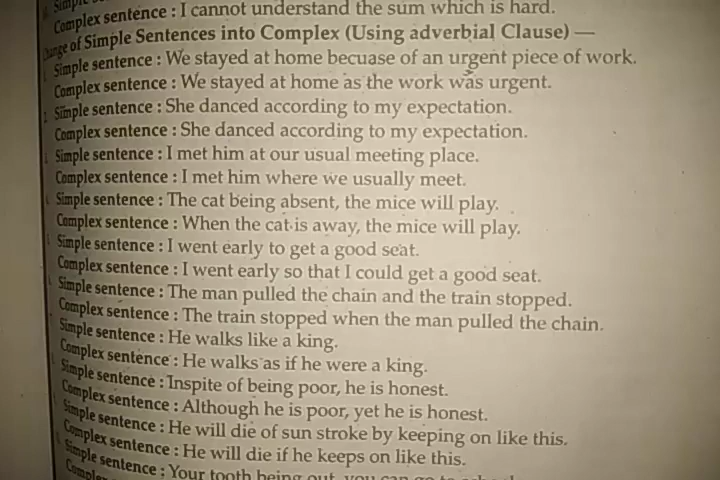 Simple
Complex sentence : I cannot understand the sum which is hard.
Change of Simple Sentences into Complex (Using adverbial Clause) —
Simple sentence : We stayed at home becuase of an urgent piece of work.
Complex sentence : We stayed at home as the work was urgent.
Simple sentence : She danced according to my expectation.
Complex sentence : She danced according to my expectation.
Simple sentence : I met him at our usual meeting place.
Complex sentence : I met him where we usually meet.
Simple sentence : The cat being absent, the mice will play.
Complex sentence : When the cat is away, the mice will play.
Simple sentence : I went early to get a good seat.
Complex sentence : I went early so that I could get a good seat.
Simple sentence : The man pulled the chain and the train stopped.
Complex sentence : The train stopped when the man pulled the chain.
Simple sentence : He walks like a king.
Complex sentence : He walks as if he were a king.
Simple sentence : Inspite of being poor, he is honest.
Complex sentence : Although he is poor, yet he is honest.
Simple sentence : He will die of sun stroke by keeping on like this.
Complex sentence : He will die if he keeps on like this.
Simple sentence : Your tooth being out, you can go to